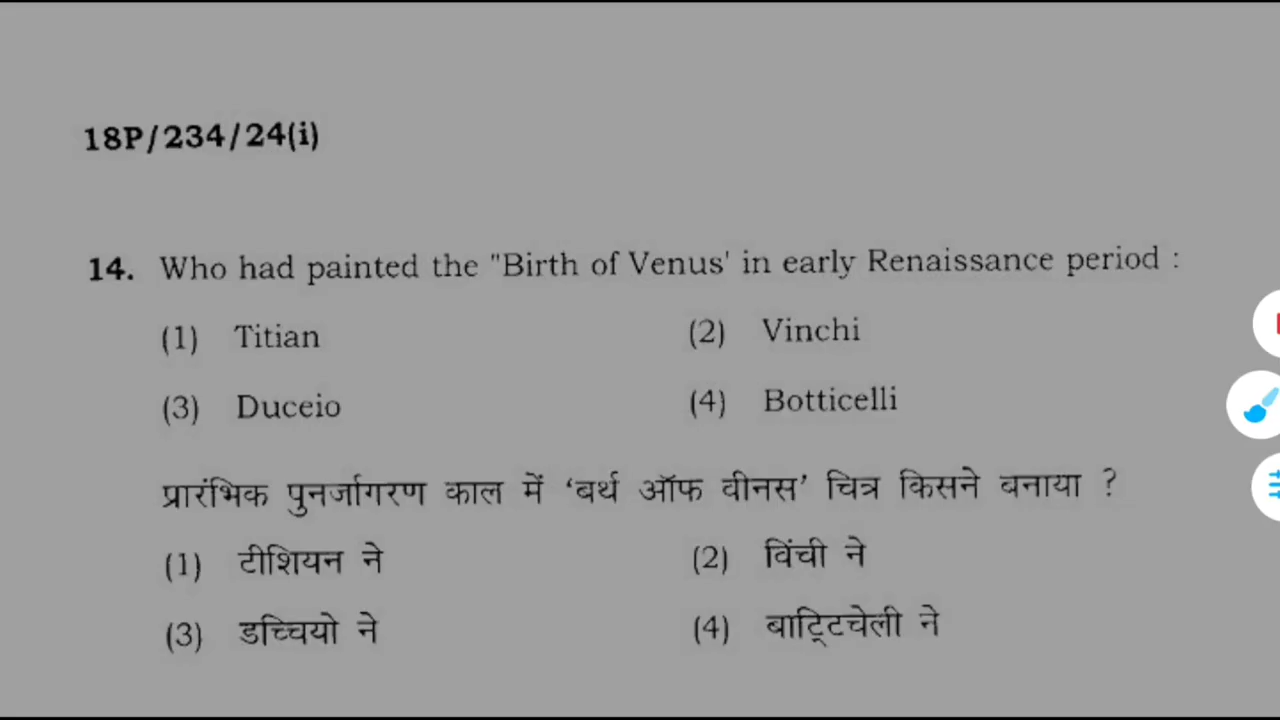 18P/234/24(i)
14. Who had painted the "Birth of Venus' in early Renaissance period :
(1) Titian (2) Vinchi
(3) Duceio (4) Botticelli
प्रारंभिक पुनर्जागरण काल में ‘बर्थ ऑफ वीनस’ चित्र किसने बनाया ?
(1) टीशियन ने (2) विंची ने
(3) डच्चियो ने (4) बाट्टिचेली ने